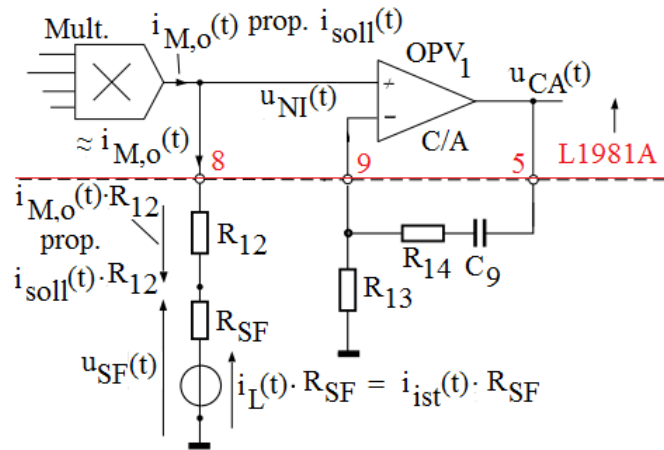 Mult.
i_M,o(t) prop. i_soll(t)
OPV_1
u_CA(t)
u_NI(t)
+
−
C/A
≈ i_M,o(t)
8
9
5
L1981A
i_M,o(t)·R_12
prop.
i_soll(t)·R_12
R_12
R_14
C_9
R_13
R_SF
u_SF(t)
i_L(t)·R_SF = i_ist(t)·R_SF